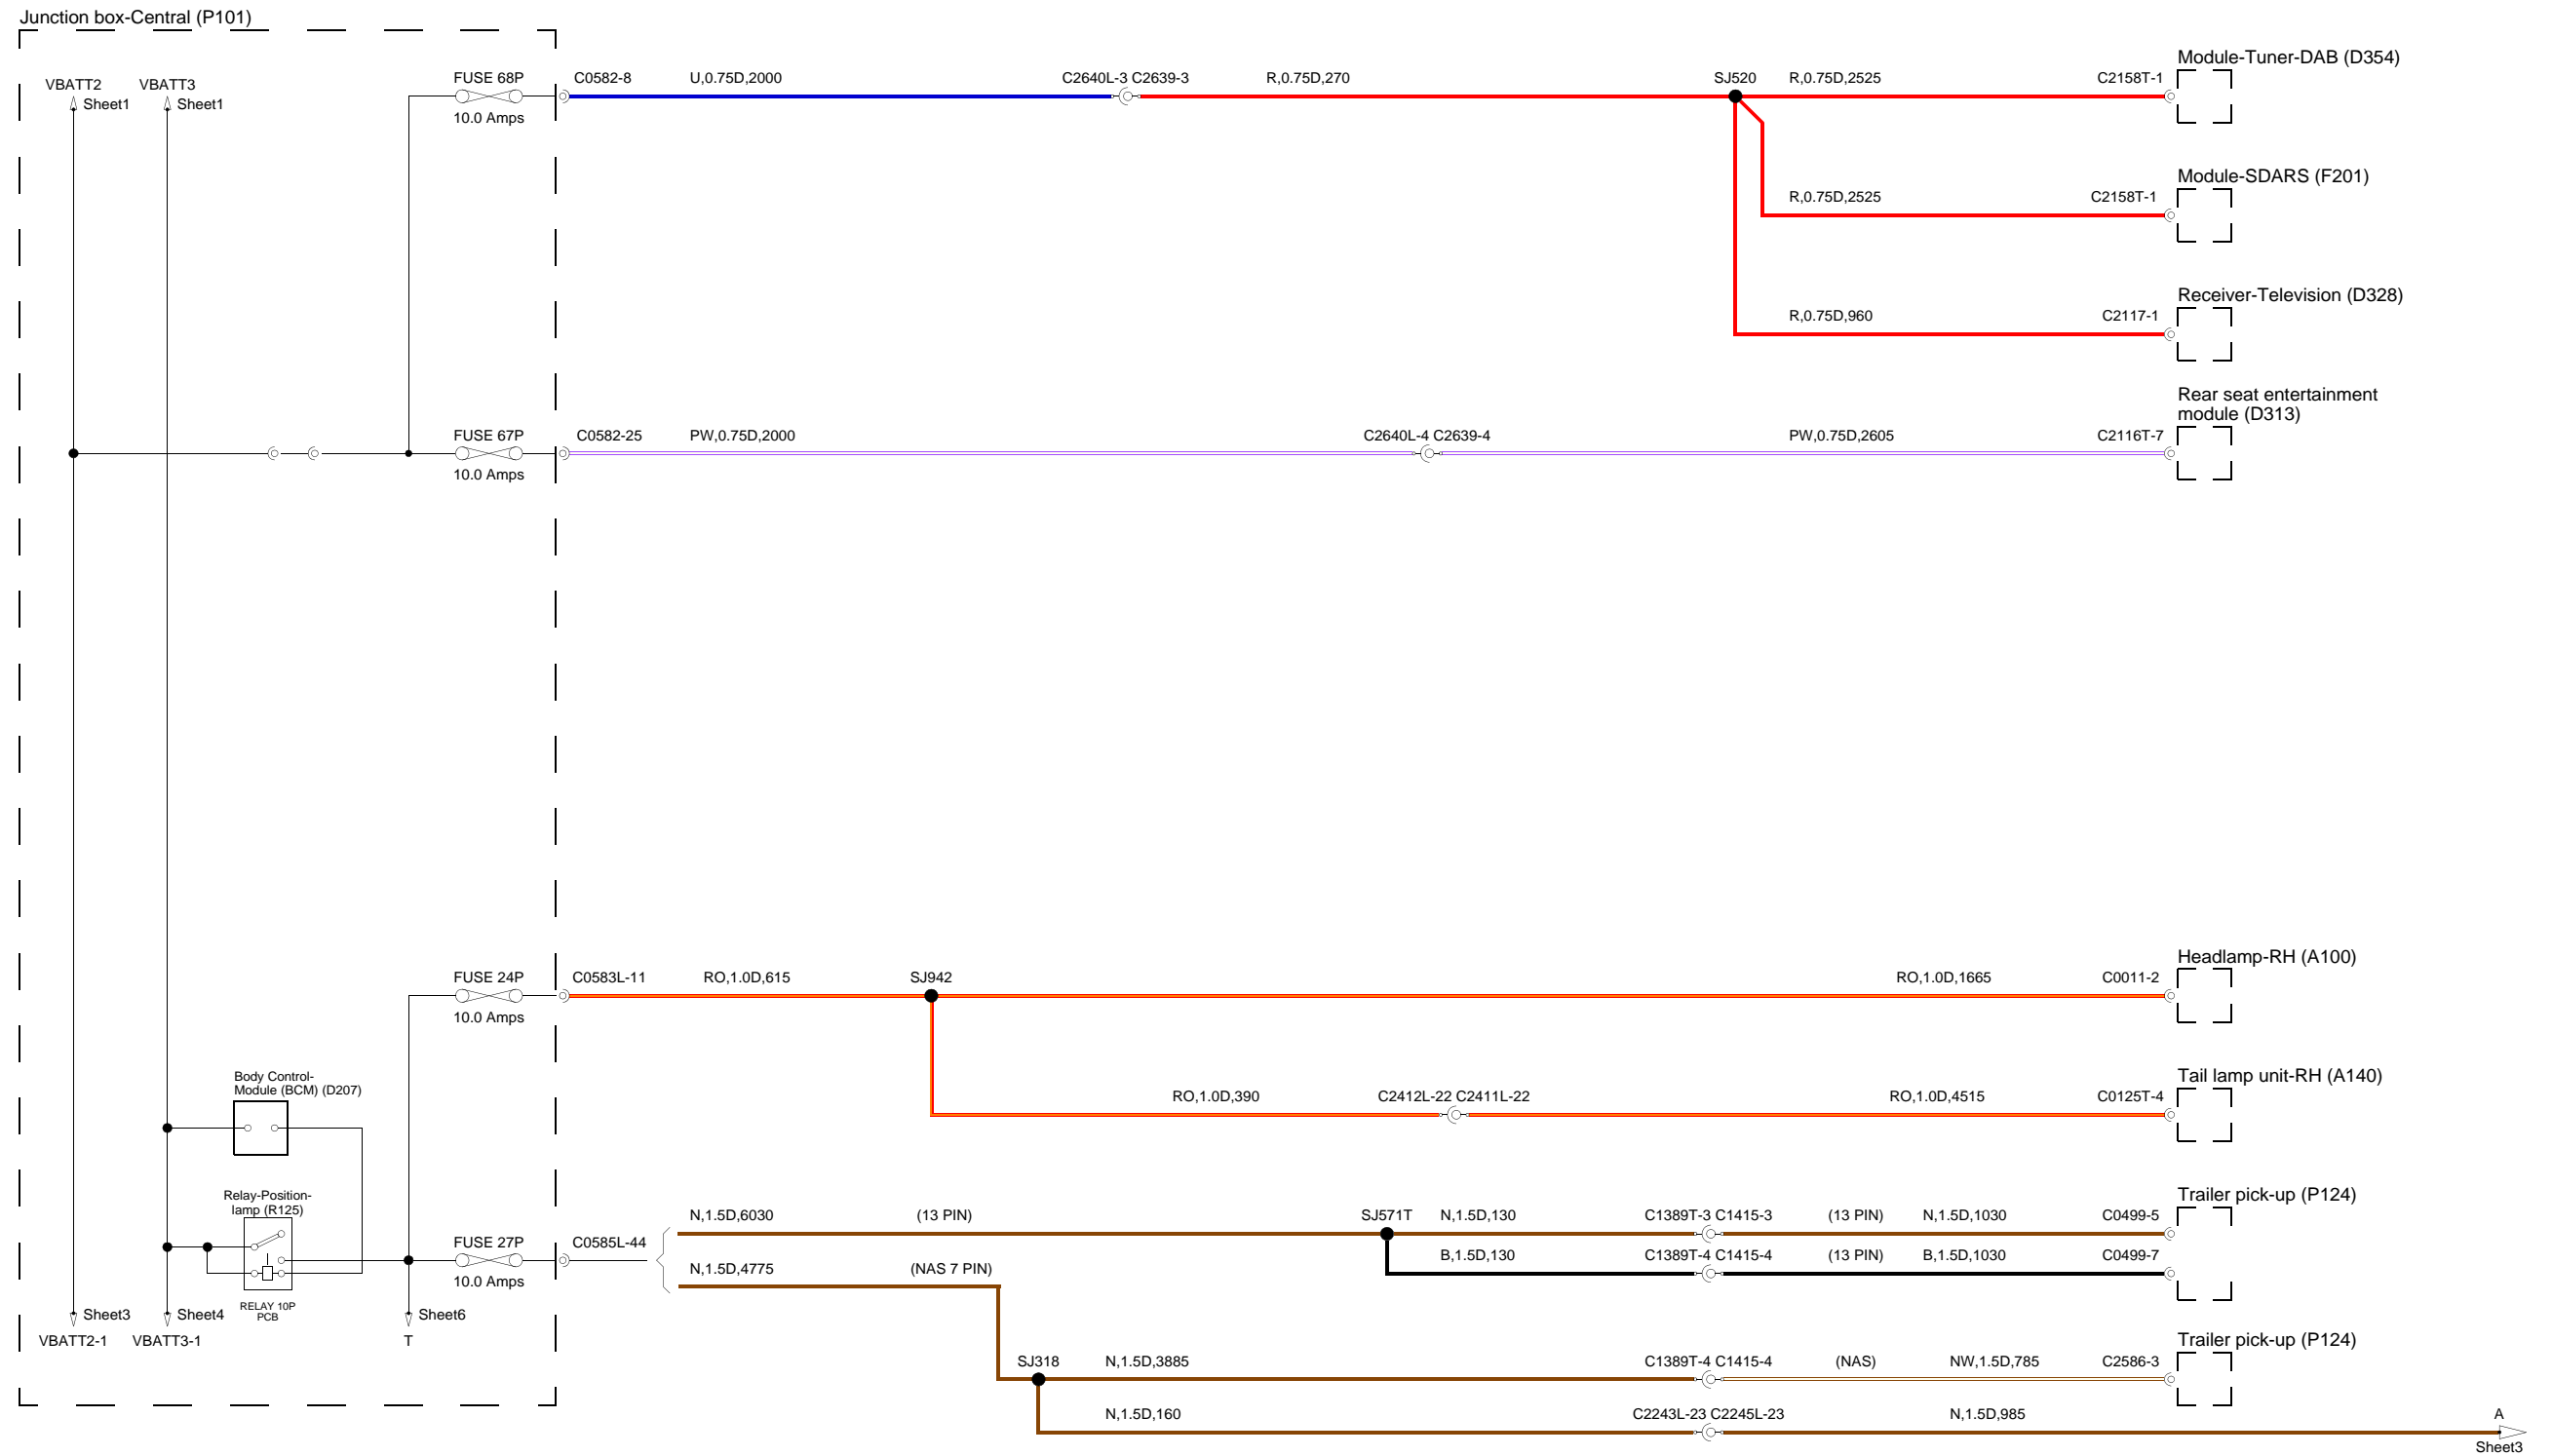 Junction box-Central (P101)
VBATT2
VBATT3
Sheet1
Sheet1
FUSE 68P
10.0 Amps
C0582-8
U,0.75D,2000
C2640L-3 C2639-3
R,0.75D,270
SJ520
R,0.75D,2525
C2158T-1
Module-Tuner-DAB (D354)
R,0.75D,2525
C2158T-1
Module-SDARS (F201)
R,0.75D,960
C2117-1
Receiver-Television (D328)
FUSE 67P
10.0 Amps
C0582-25
PW,0.75D,2000
C2640L-4 C2639-4
PW,0.75D,2605
C2116T-7
Rear seat entertainment
module (D313)
FUSE 24P
10.0 Amps
C0583L-11
RO,1.0D,615
SJ942
RO,1.0D,1665
C0011-2
Headlamp-RH (A100)
Body Control-
Module (BCM) (D207)
RO,1.0D,390
C2412L-22 C2411L-22
RO,1.0D,4515
C0125T-4
Tail lamp unit-RH (A140)
Relay-Position-
lamp (R125)
RELAY 10P
PCB
FUSE 27P
10.0 Amps
C0585L-44
N,1.5D,6030
(13 PIN)
SJ571T
N,1.5D,130
C1389T-3 C1415-3
(13 PIN)
N,1.5D,1030
C0499-5
Trailer pick-up (P124)
B,1.5D,130
C1389T-4 C1415-4
(13 PIN)
B,1.5D,1030
C0499-7
N,1.5D,4775
(NAS 7 PIN)
Sheet3
VBATT2-1
Sheet4
VBATT3-1
Sheet6
T
SJ318
N,1.5D,3885
C1389T-4 C1415-4
(NAS)
NW,1.5D,785
C2586-3
Trailer pick-up (P124)
N,1.5D,160
C2243L-23 C2245L-23
N,1.5D,985
A
Sheet3